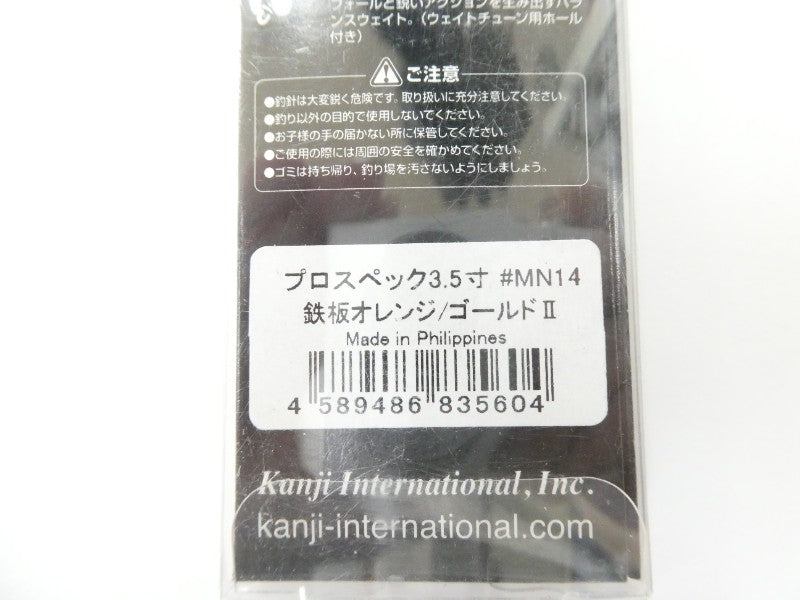 フォールと鋭いアクションを生み出すバラ
ンスウェイト。(ウェイトチューン用ホール
付き)
ご注意
●釣針は大変鋭く危険です。取り扱いに充分注意してください。
●釣り以外の目的で使用しないでください。
●お子様の手の届かない所に保管してください。
●ご使用の際には周囲の安全を確かめてください。
●ゴミは持ち帰り、釣り場を汚さないようにしましょう。
プロスペック3.5寸 #MN14
鉄板オレンジ/ゴールドⅡ
Made in Philippines
4 589486 835604
Kanji International, Inc.
kanji-international.com